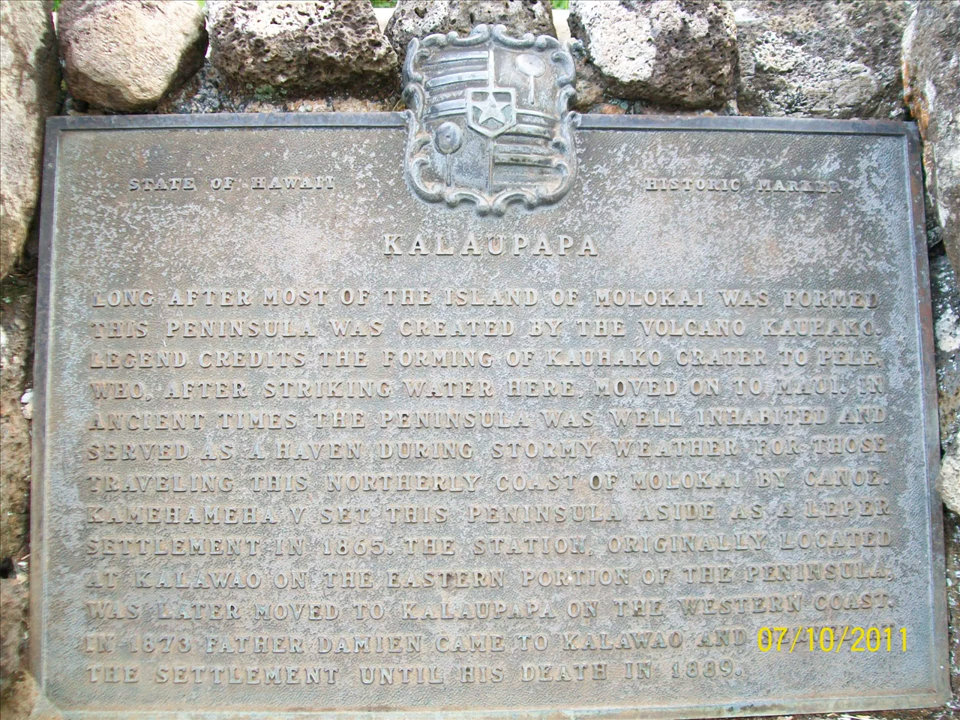 STATE OF HAWAII
HISTORIC MARKER
KALAUPAPA
LONG AFTER MOST OF THE ISLAND OF MOLOKAI WAS FORMED
THIS PENINSULA WAS CREATED BY THE VOLCANO KAUHAKO.
LEGEND CREDITS THE FORMING OF KAUHAKO CRATER TO PELE,
WHO, AFTER STRIKING WATER HERE, MOVED ON TO MAUI. IN
ANCIENT TIMES THE PENINSULA WAS WELL INHABITED AND
SERVED AS A HAVEN DURING STORMY WEATHER FOR THOSE
TRAVELING THIS NORTHERLY COAST OF MOLOKAI BY CANOE.
KAMEHAMEHA V SET THIS PENINSULA ASIDE AS A LEPER
SETTLEMENT IN 1865. THE STATION, ORIGINALLY LOCATED
AT KALAWAO ON THE EASTERN PORTION OF THE PENINSULA,
WAS LATER MOVED TO KALAUPAPA ON THE WESTERN COAST.
IN 1873 FATHER DAMIEN CAME TO KALAWAO AND
THE SETTLEMENT UNTIL HIS DEATH IN 1889.
07/10/2011